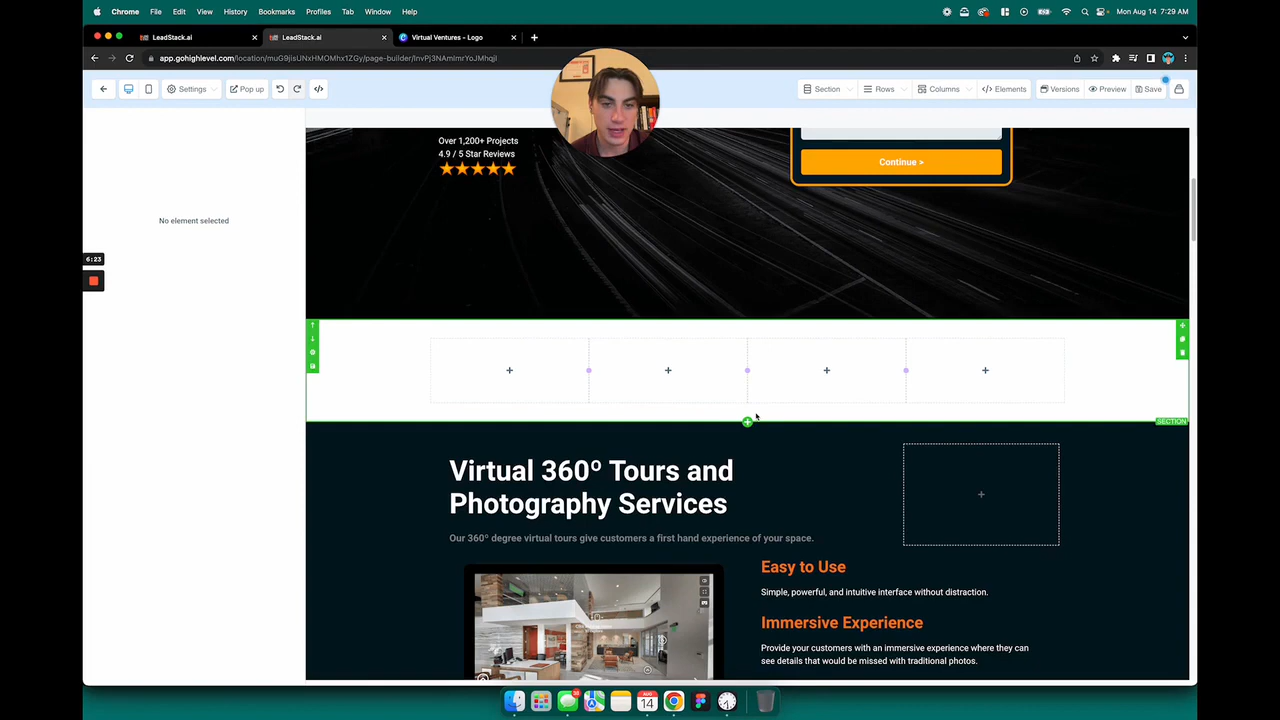 Chrome File Edit View History Bookmarks Profiles Tab Window Help
Mon Aug 14 7:29 AM
LeadStack.ai
LeadStack.ai
Virtual Ventures - Logo
app.gohighlevel.com/location/muG9jisUNxHMOMhx1ZGy/page-builder/lnvPj3NAmlmrYoJMhqjI
Settings
Pop up
Section
Rows
Columns
Elements
Versions
Preview
Save
Over 1,200+ Projects
4.9 / 5 Star Reviews
Continue >
No element selected
6:23
SECTION
Virtual 360º Tours and
Photography Services
Our 360º degree virtual tours give customers a first hand experience of your space.
Easy to Use
Simple, powerful, and intuitive interface without distraction.
Immersive Experience
Provide your customers with an immersive experience where they can
see details that would be missed with traditional photos.
AUG
14